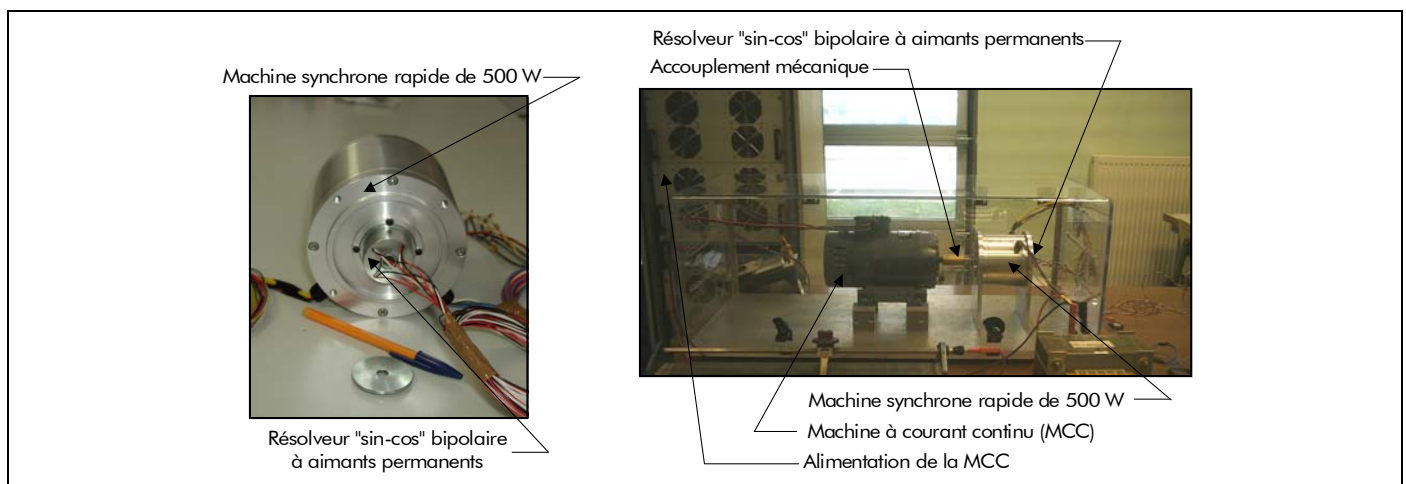 Machine synchrone rapide de 500 W
Résolveur "sin-cos" bipolaire
à aimants permanents
Résolveur "sin-cos" bipolaire à aimants permanents
Accouplement mécanique
Machine synchrone rapide de 500 W
Machine à courant continu (MCC)
Alimentation de la MCC